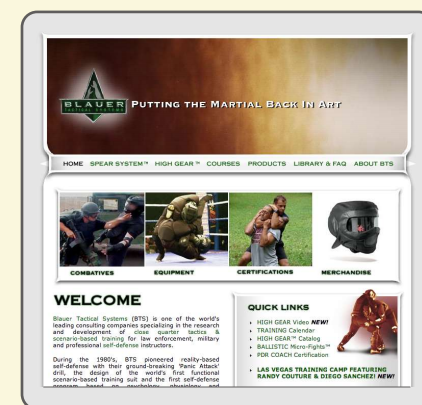 BLAUER
TACTICAL SYSTEMS
PUTTING THE MARTIAL BACK IN ART
HOME SPEAR SYSTEM™ HIGH GEAR™ COURSES PRODUCTS LIBRARY & FAQ ABOUT BTS
COMBATIVES EQUIPMENT CERTIFICATIONS MERCHANDISE
WELCOME
Blauer Tactical Systems (BTS) is one of the world's
leading consulting companies specializing in the research
and development of close quarter tactics &
scenario-based training for law enforcement, military
and professional self-defense instructors.
During the 1980's, BTS pioneered reality-based
self-defense with their ground-breaking 'Panic Attack'
drill, the design of the world's first functional
scenario-based training suit and the first self-defense
program based on psychology, physiology and
QUICK LINKS
HIGH GEAR Video NEW!
TRAINING Calendar
HIGH GEAR™ Catalog
BALLISTIC Micro-Fights™
PDR COACH Certification
LAS VEGAS TRAINING CAMP FEATURING
RANDY COUTURE & DIEGO SANCHEZ! NEW!